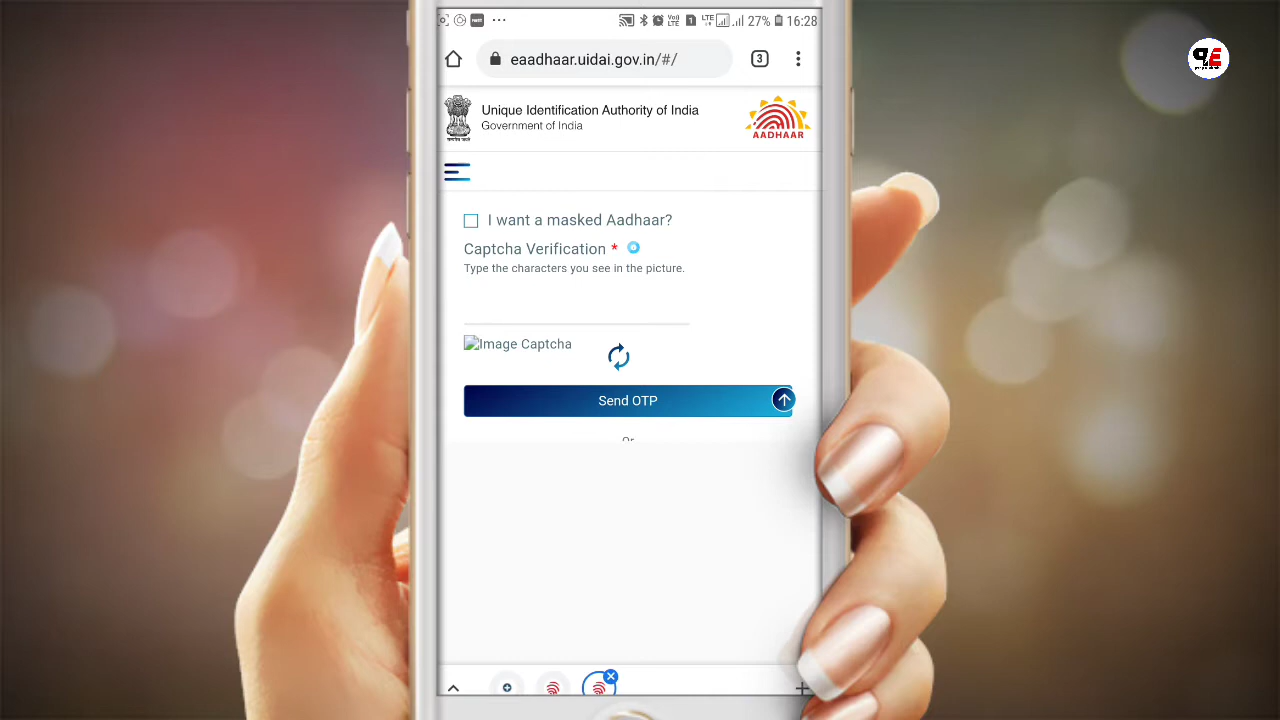 27% 16:28
eaadhaar.uidai.gov.in/#/
3
Unique Identification Authority of India
Government of India
AADHAAR
I want a masked Aadhaar?
Captcha Verification *
Type the characters you see in the picture.
Image Captcha
Send OTP